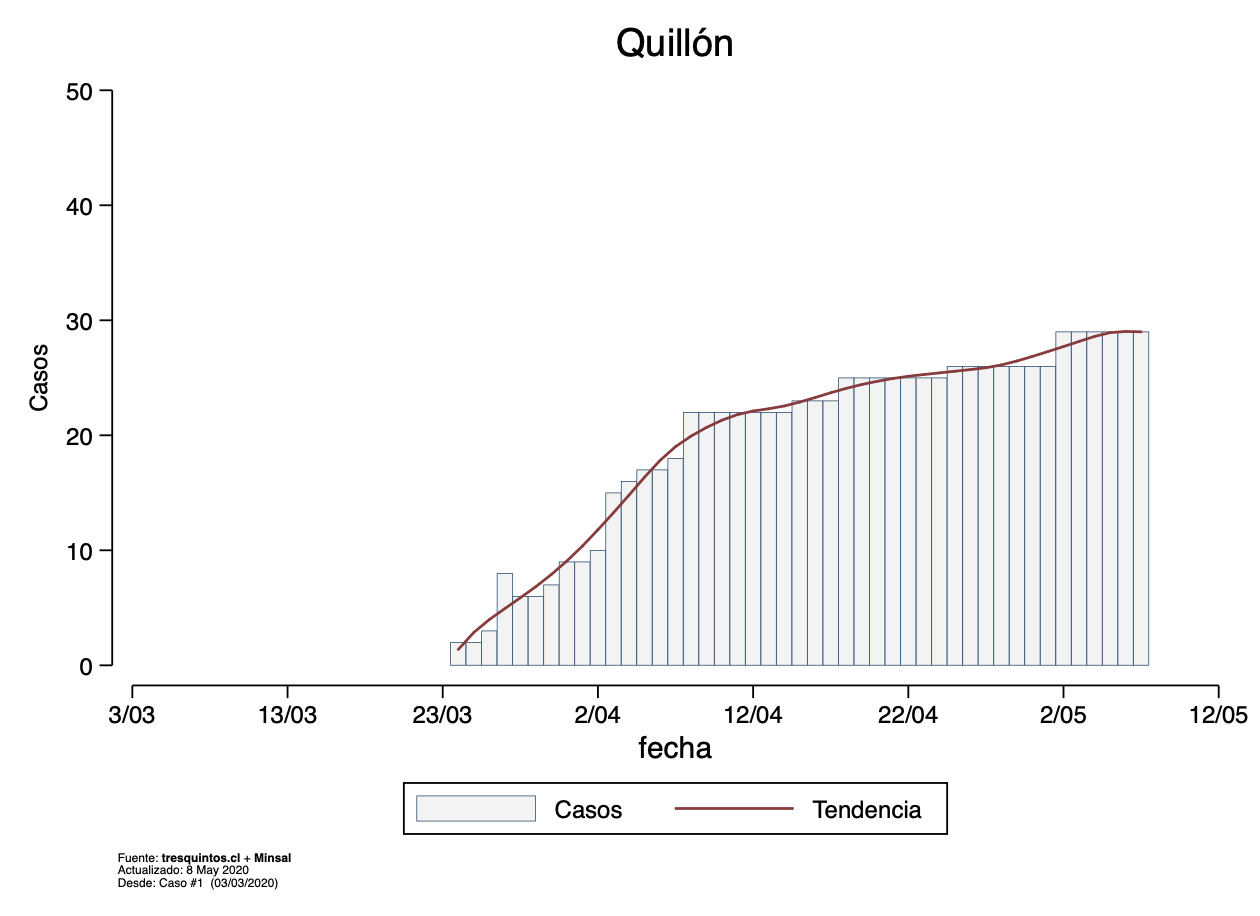 Quillón
50
40
30
20
10
0
Casos
3/03 13/03 23/03 2/04 12/04 22/04 2/05 12/05
fecha
Casos Tendencia
Fuente: tresquintos.cl + Minsal
Actualizado: 8 May 2020
Desde: Caso #1 (03/03/2020)